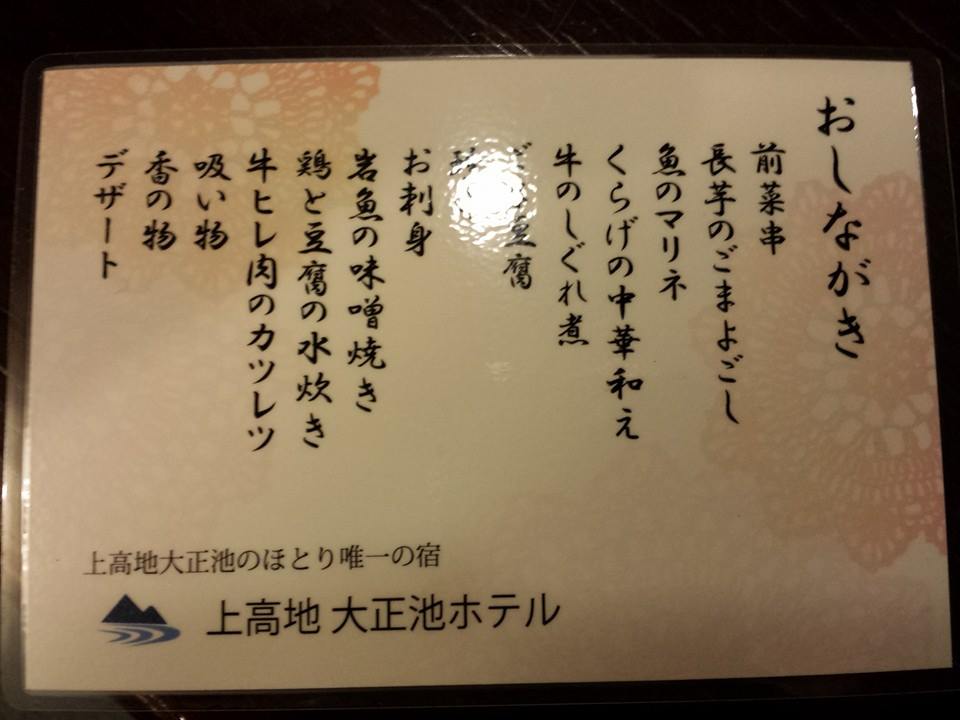 おしながき
前菜串
長芋のごまよごし
魚のマリネ
くらげの中華和え
牛のしぐれ煮
豆腐
お刺身
岩魚の味噌焼き
鶏と豆腐の水炊き
牛ヒレ肉のカツレツ
吸い物
香の物
デザート
上高地大正池のほとり唯一の宿
上高地 大正池ホテル